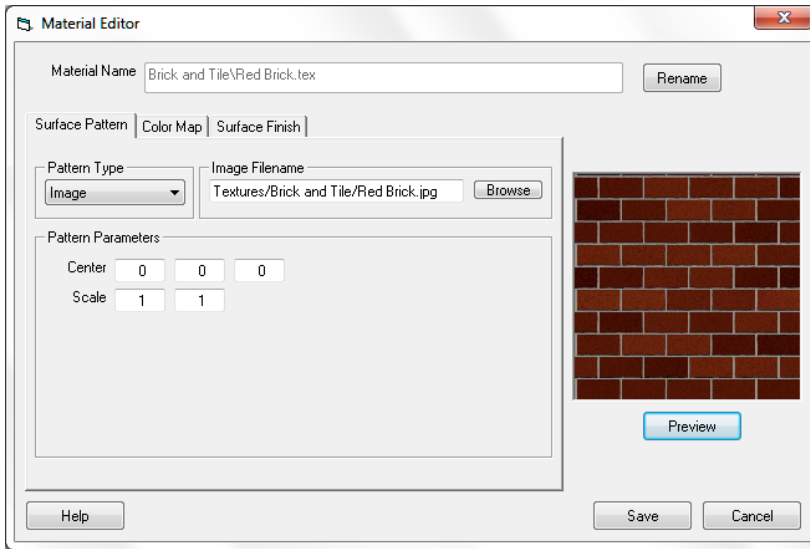 Material Editor
Material Name Brick and Tile\Red Brick.tex Rename
Surface Pattern Color Map Surface Finish
Pattern Type Image Filename
Image Textures/Brick and Tile/Red Brick.jpg Browse
Pattern Parameters
Center 0 0 0
Scale 1 1
Preview
Help Save Cancel